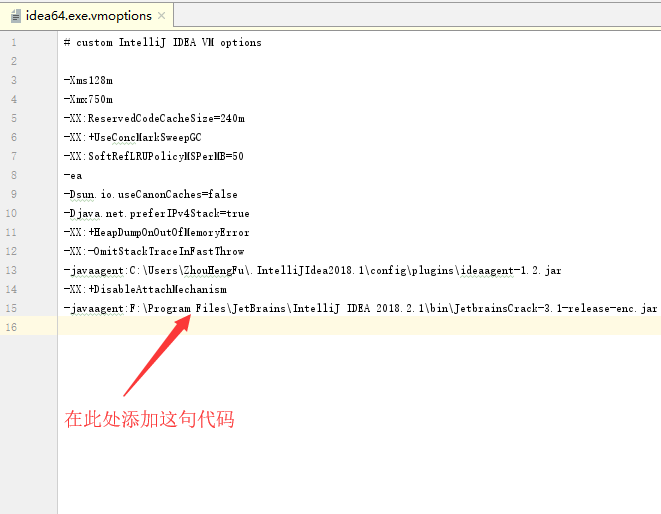 idea64.exe.vmoptions
1 # custom IntelliJ IDEA VM options
2
3 -Xms128m
4 -Xmx750m
5 -XX:ReservedCodeCacheSize=240m
6 -XX:+UseConcMarkSweepGC
7 -XX:SoftRefLRUPolicyMSPerMB=50
8 -ea
9 -Dsun.io.useCanonCaches=false
10 -Djava.net.preferIPv4Stack=true
11 -XX:+HeapDumpOnOutOfMemoryError
12 -XX:-OmitStackTraceInFastThrow
13 -javaagent:C:\Users\ZhouHengFu\.IntelliJIdea2018.1\config\plugins\ideaagent-1.2.jar
14 -XX:+DisableAttachMechanism
15 -javaagent:F:\Program Files\JetBrains\IntelliJ IDEA 2018.2.1\bin\JetbrainsCrack-3.1-release-enc.jar
16
在此处添加这句代码